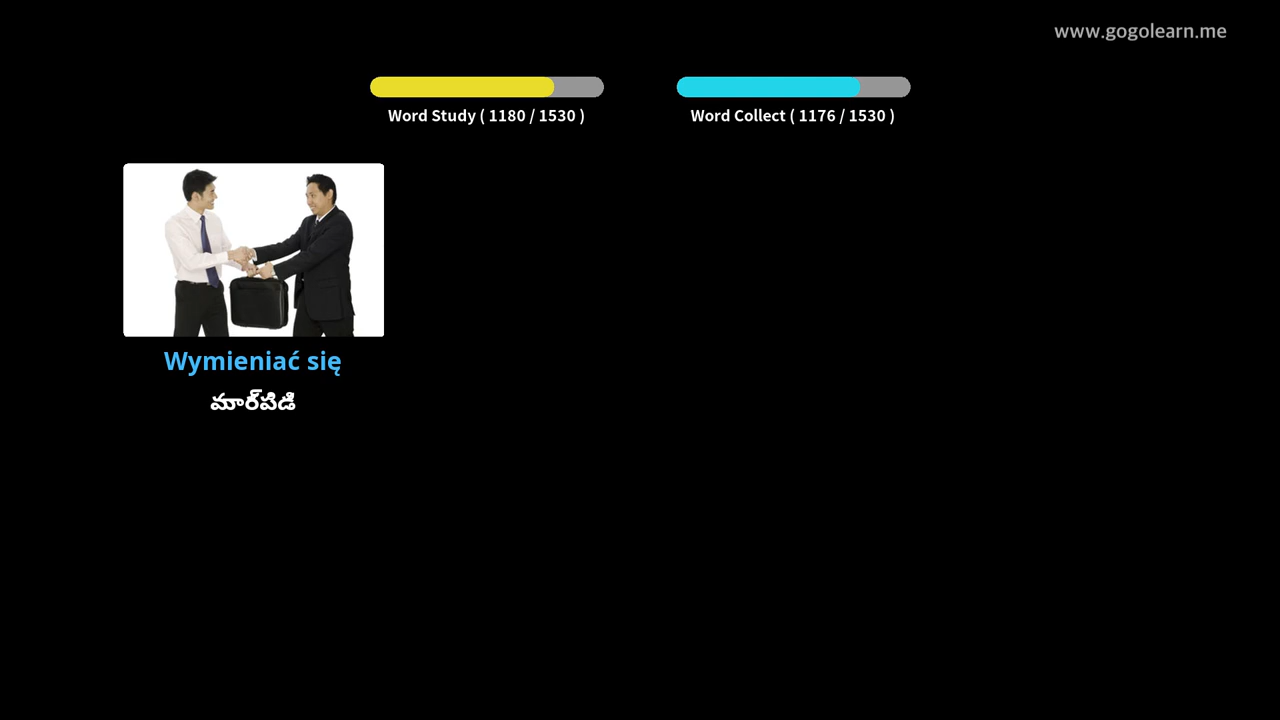 www.gogolearn.me
Word Study ( 1180 / 1530 )
Word Collect ( 1176 / 1530 )
Wymieniać się
మార్‌పిడి